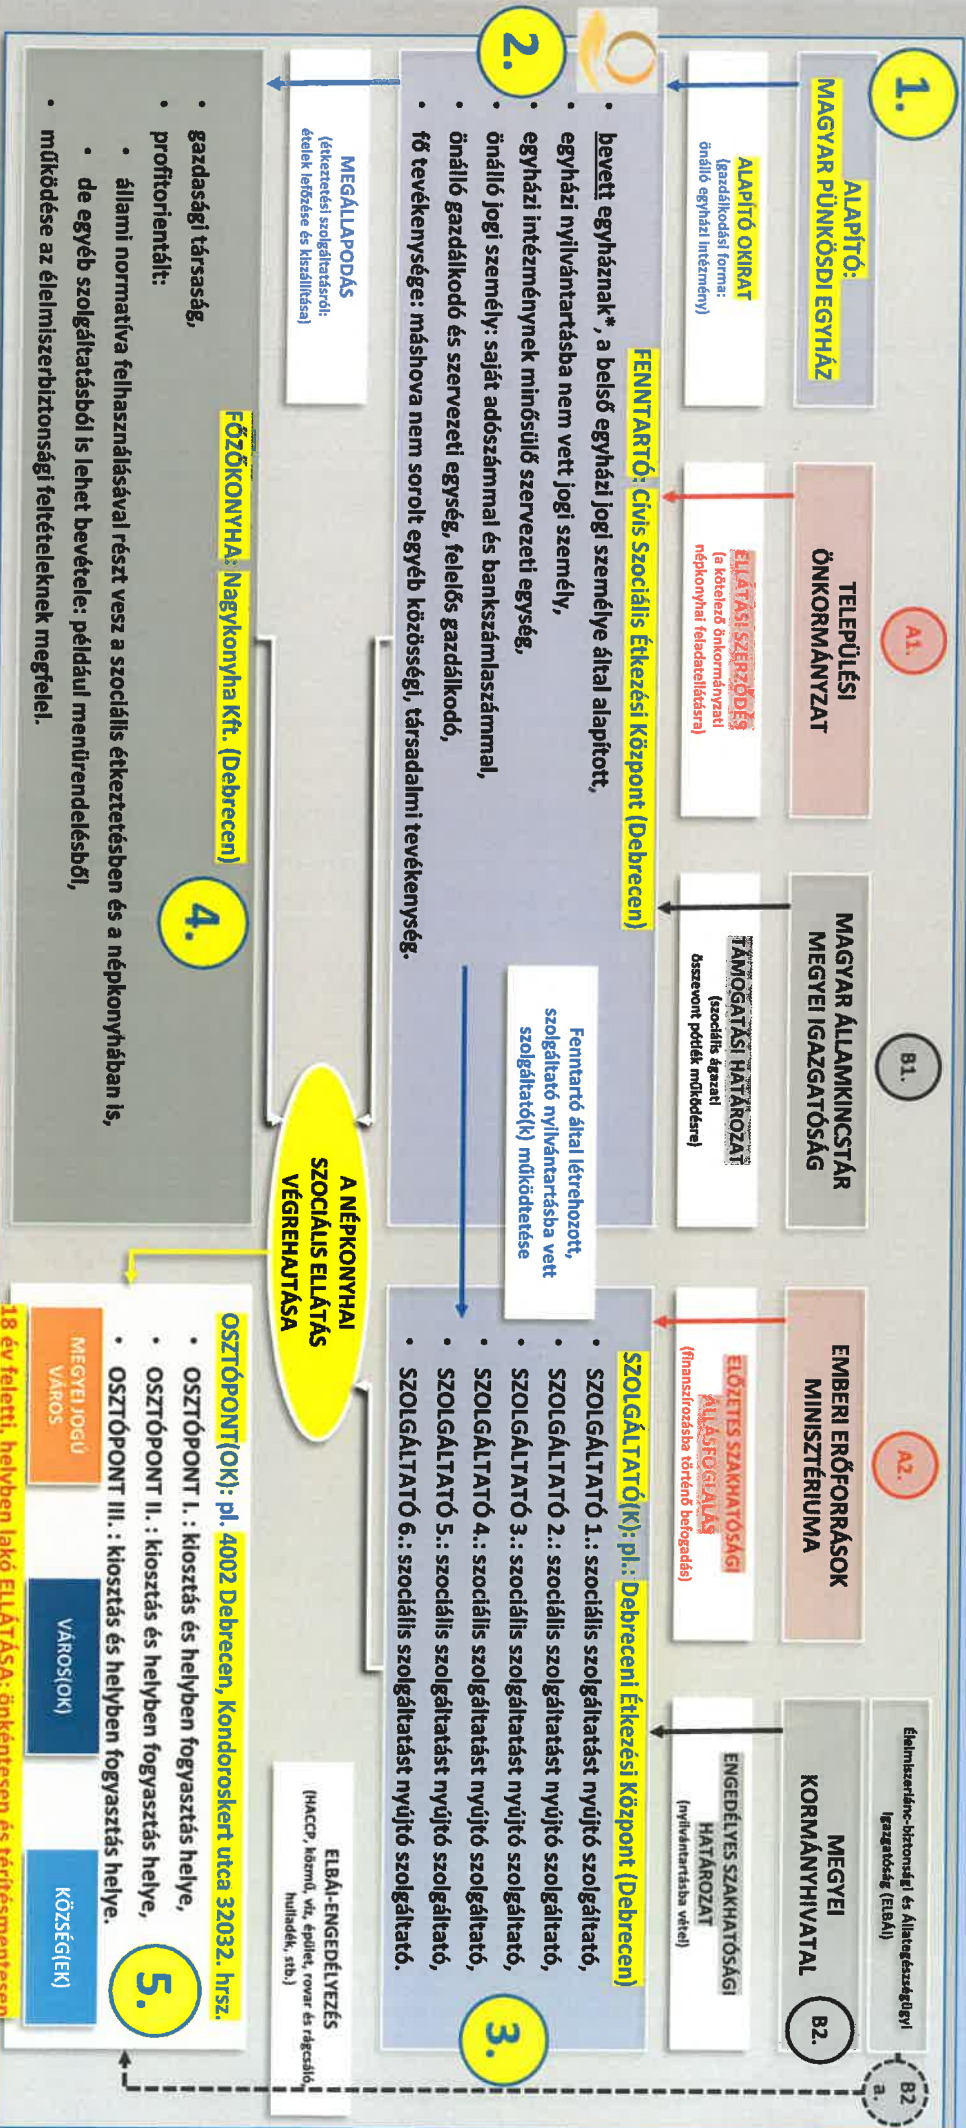 1.
ALAPÍTÓ:
MAGYAR PÜNKÖSDI EGYHÁZ
A1.
TELEPÜLÉSI
ÖNKORMÁNYZAT
B1.
MAGYAR ÁLLAMKINCSTÁR
MEGYEI IGAZGATÓSÁG
A2.
EMBERI ERŐFORRÁSOK
MINISZTÉRIUMA
Élelmiszerlánc-biztonsági és Állategészségügyi
Igazgatóság (ELBÁI)
B2
a.
MEGYEI
KORMÁNYHIVATAL
B2.
ALAPÍTÓ OKIRAT
(gazdálkodási forma:
önálló egyházi intézmény)
ELLÁTÁSI SZERZŐDÉS
(a kötelező önkormányzati
népkonyhai feladatellátásra)
TÁMOGATÁSI HATÁROZAT
(szociális ágazati
összevont pótlék működésre)
ELŐZETES SZAKHATÓSÁGI
ÁLLÁSFOGLALÁS
(finanszírozásba történő befogadás)
ENGEDÉLYES SZAKHATÓSÁGI
HATÁROZAT
(nyilvántartásba vétel)
2.
FENNTARTÓ: Cívis Szociális Étkezési Központ (Debrecen)
• bevett egyháznak*, a belső egyházi jogi személye által alapított,
• egyházi nyilvántartásba nem vett jogi személy,
• egyházi intézménynek minősülő szervezeti egység,
• önálló jogi személy: saját adószámmal és bankszámlaszámmal,
• önálló gazdálkodó és szervezeti egység, felelős gazdálkodó,
• fő tevékenysége: máshova nem sorolt egyéb közösségi, társadalmi tevékenység.
Fenntartó által létrehozott,
szolgáltató nyilvántartásba vett
szolgáltató(k) működtetése
SZOLGÁLTATÓ(K): pl.: Debreceni Étkezési Központ (Debrecen)
• SZOLGÁLTATÓ 1.: szociális szolgáltatást nyújtó szolgáltató,
• SZOLGÁLTATÓ 2.: szociális szolgáltatást nyújtó szolgáltató,
• SZOLGÁLTATÓ 3.: szociális szolgáltatást nyújtó szolgáltató,
• SZOLGÁLTATÓ 4.: szociális szolgáltatást nyújtó szolgáltató,
• SZOLGÁLTATÓ 5.: szociális szolgáltatást nyújtó szolgáltató,
• SZOLGÁLTATÓ 6.: szociális szolgáltatást nyújtó szolgáltató.
3.
MEGÁLLAPODÁS
(étkeztetési szolgáltatásról:
ételek lefőzése és kiszállítása)
A NÉPKONYHAI
SZOCIÁLIS ELLÁTÁS
VÉGREHAJTÁSA
ELBÁI-ENGEDÉLYEZÉS
(HACCP, közmű, víz, épület, rovar és rágcsáló,
hulladék, stb.)
FŐZŐKONYHA: Nagykonyha Kft. (Debrecen)
4.
• gazdasági társaság,
• profitorientált:
• állami normatíva felhasználásával részt vesz a szociális étkeztetésben és a népkonyhában is,
• de egyéb szolgáltatásból is lehet bevétele: például menürendelésből,
• működése az élelmiszerbiztonsági feltételeknek megfelel.
OSZTÓPONT(OK): pl. 4002 Debrecen, Kondoroskert utca 32032. hrsz.
• OSZTÓPONT I. : kiosztás és helyben fogyasztás helye,
• OSZTÓPONT II. : kiosztás és helyben fogyasztás helye,
• OSZTÓPONT III. : kiosztás és helyben fogyasztás helye.
5.
MEGYEI JOGÚ
VÁROS
VÁROS(OK)
KÖZSÉG(EK)
18 év feletti, helyben lakó ELLÁTÁSA: önkéntesen és térítésmentesen